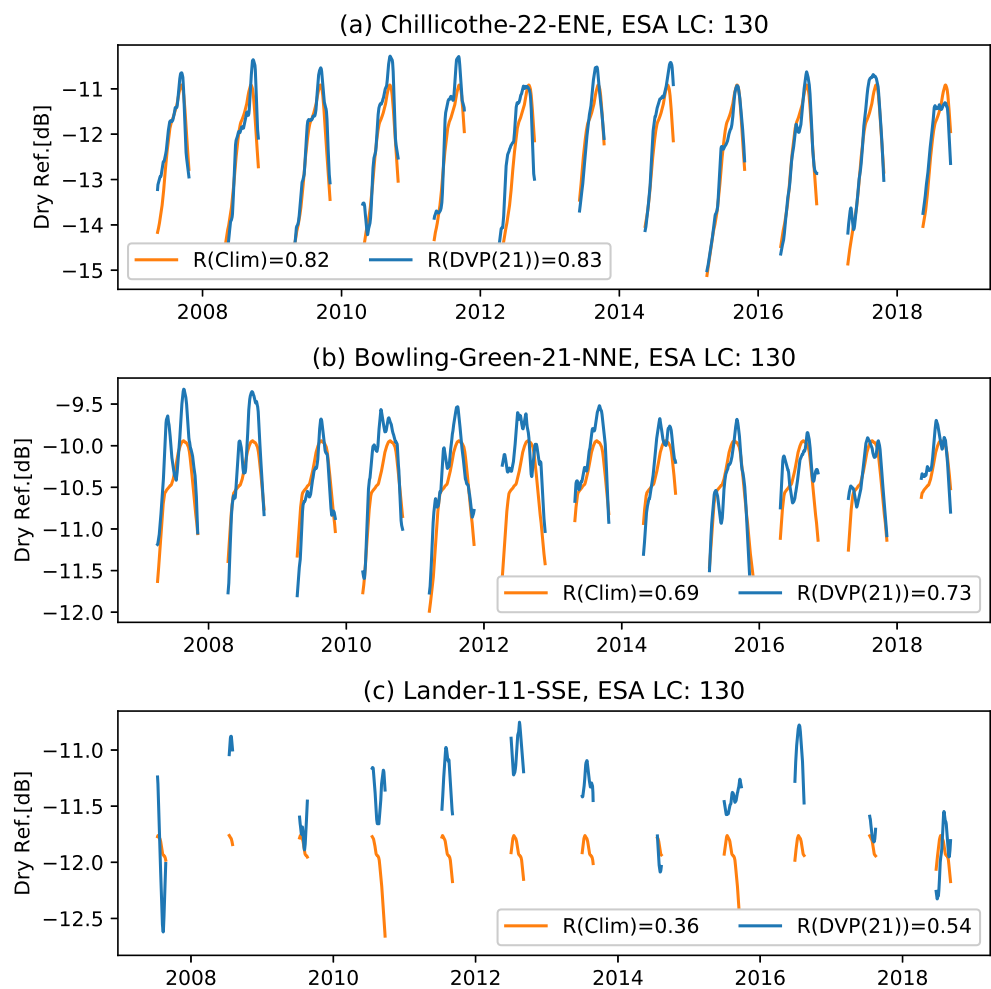 (a) Chillicothe-22-ENE, ESA LC: 130
Dry Ref.[dB]
−11
−12
−13
−14
−15
R(Clim)=0.82
R(DVP(21))=0.83
2008 2010 2012 2014 2016 2018
(b) Bowling-Green-21-NNE, ESA LC: 130
Dry Ref.[dB]
−9.5
−10.0
−10.5
−11.0
−11.5
−12.0
R(Clim)=0.69
R(DVP(21))=0.73
2008 2010 2012 2014 2016 2018
(c) Lander-11-SSE, ESA LC: 130
Dry Ref.[dB]
−11.0
−11.5
−12.0
−12.5
R(Clim)=0.36
R(DVP(21))=0.54
2008 2010 2012 2014 2016 2018